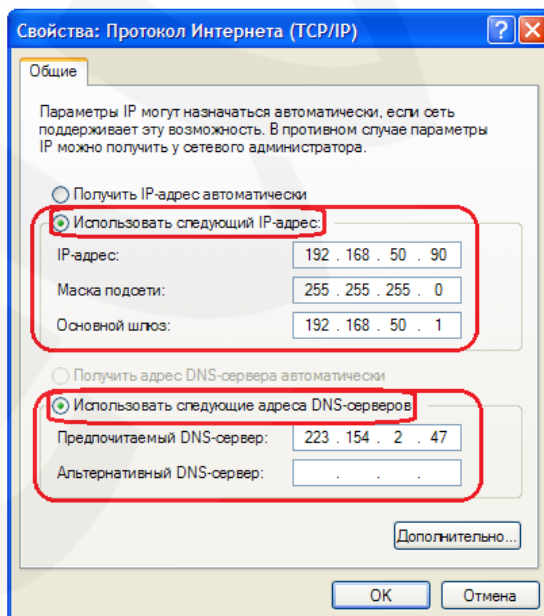 Свойства: Протокол Интернета (TCP/IP)
Общие
Параметры IP могут назначаться автоматически, если сеть
поддерживает эту возможность. В противном случае параметры
IP можно получить у сетевого администратора.
Получить IP-адрес автоматически
Использовать следующий IP-адрес:
IP-адрес: 192 . 168 . 50 . 90
Маска подсети: 255 . 255 . 255 . 0
Основной шлюз: 192 . 168 . 50 . 1
Получить адрес DNS-сервера автоматически
Использовать следующие адреса DNS-серверов
Предпочитаемый DNS-сервер: 223 . 154 . 2 . 47
Альтернативный DNS-сервер: . . .
Дополнительно...
OK Отмена